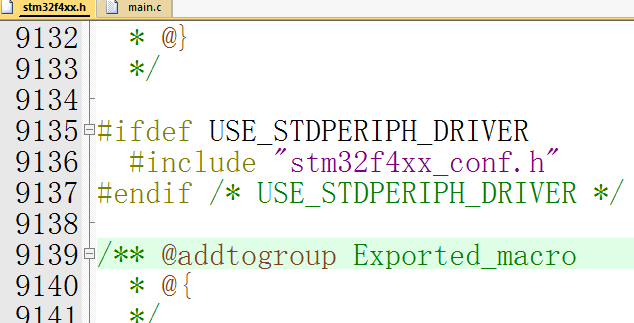 stm32f4xx.h main.c
9132 * @}
9133 */
9134
9135 #ifdef USE_STDPERIPH_DRIVER
9136 #include "stm32f4xx_conf.h"
9137 #endif /* USE_STDPERIPH_DRIVER */
9138
9139 /** @addtogroup Exported_macro
9140 * @{
9141 */